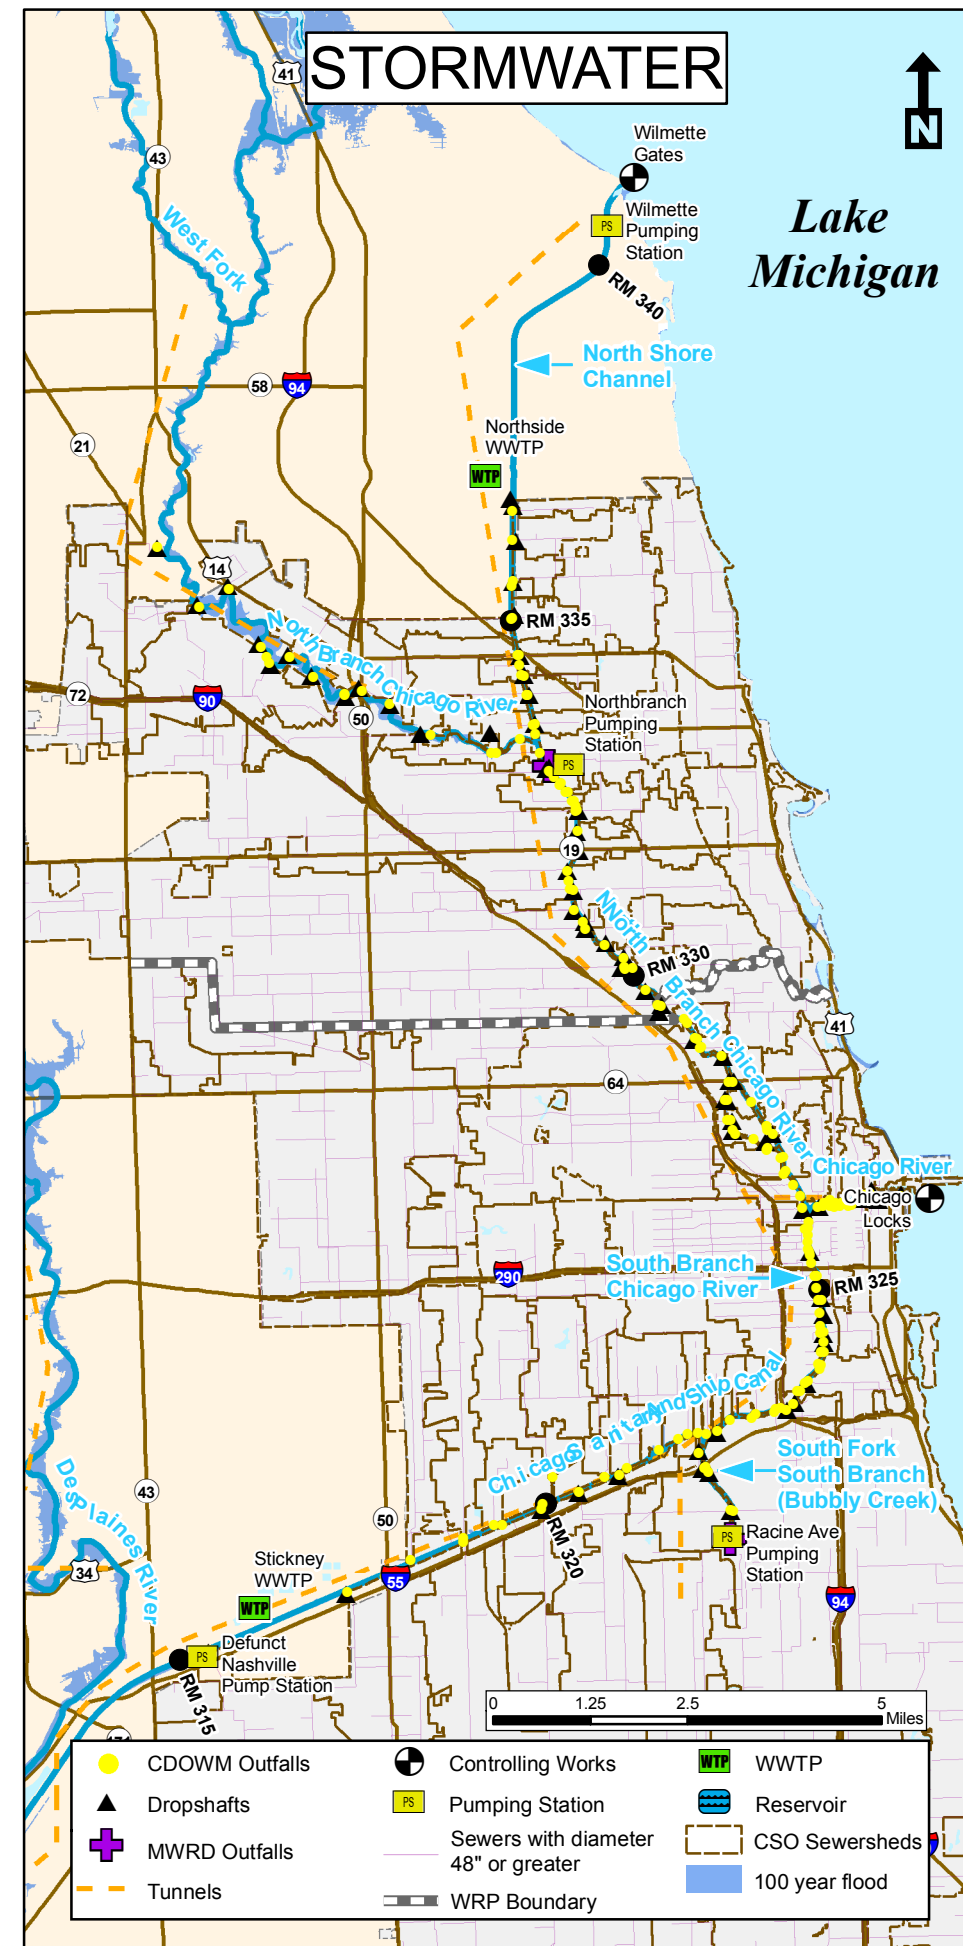 STORMWATER
N
41
43
Wilmette
Gates
Lake
Michigan
PS
Wilmette
Pumping
Station
West Fork
RM 340
North Shore
Channel
58
94
21
Northside
WWTP
WTP
14
RM 335
North Branch Chicago River
72
90
50
Northbranch
Pumping
Station
PS
19
North
RM 330
Branch Chicago River
41
64
Chicago River
Chicago
Locks
290
South Branch
Chicago River
RM 325
Chicago Sanitary And Ship Canal
South Fork
South Branch
(Bubbly Creek)
Des Plaines River
43
50
RM 320
PS
Racine Ave
Pumping
Station
34
Stickney
WWTP
WTP
55
94
PS
Defunct
Nashville
Pump Station
RM 315
0 1.25 2.5 5
Miles
CDOWM Outfalls
Dropshafts
MWRD Outfalls
Tunnels
Controlling Works
PS
Pumping Station
Sewers with diameter
48" or greater
WRP Boundary
WTP
WWTP
Reservoir
CSO Sewersheds
100 year flood